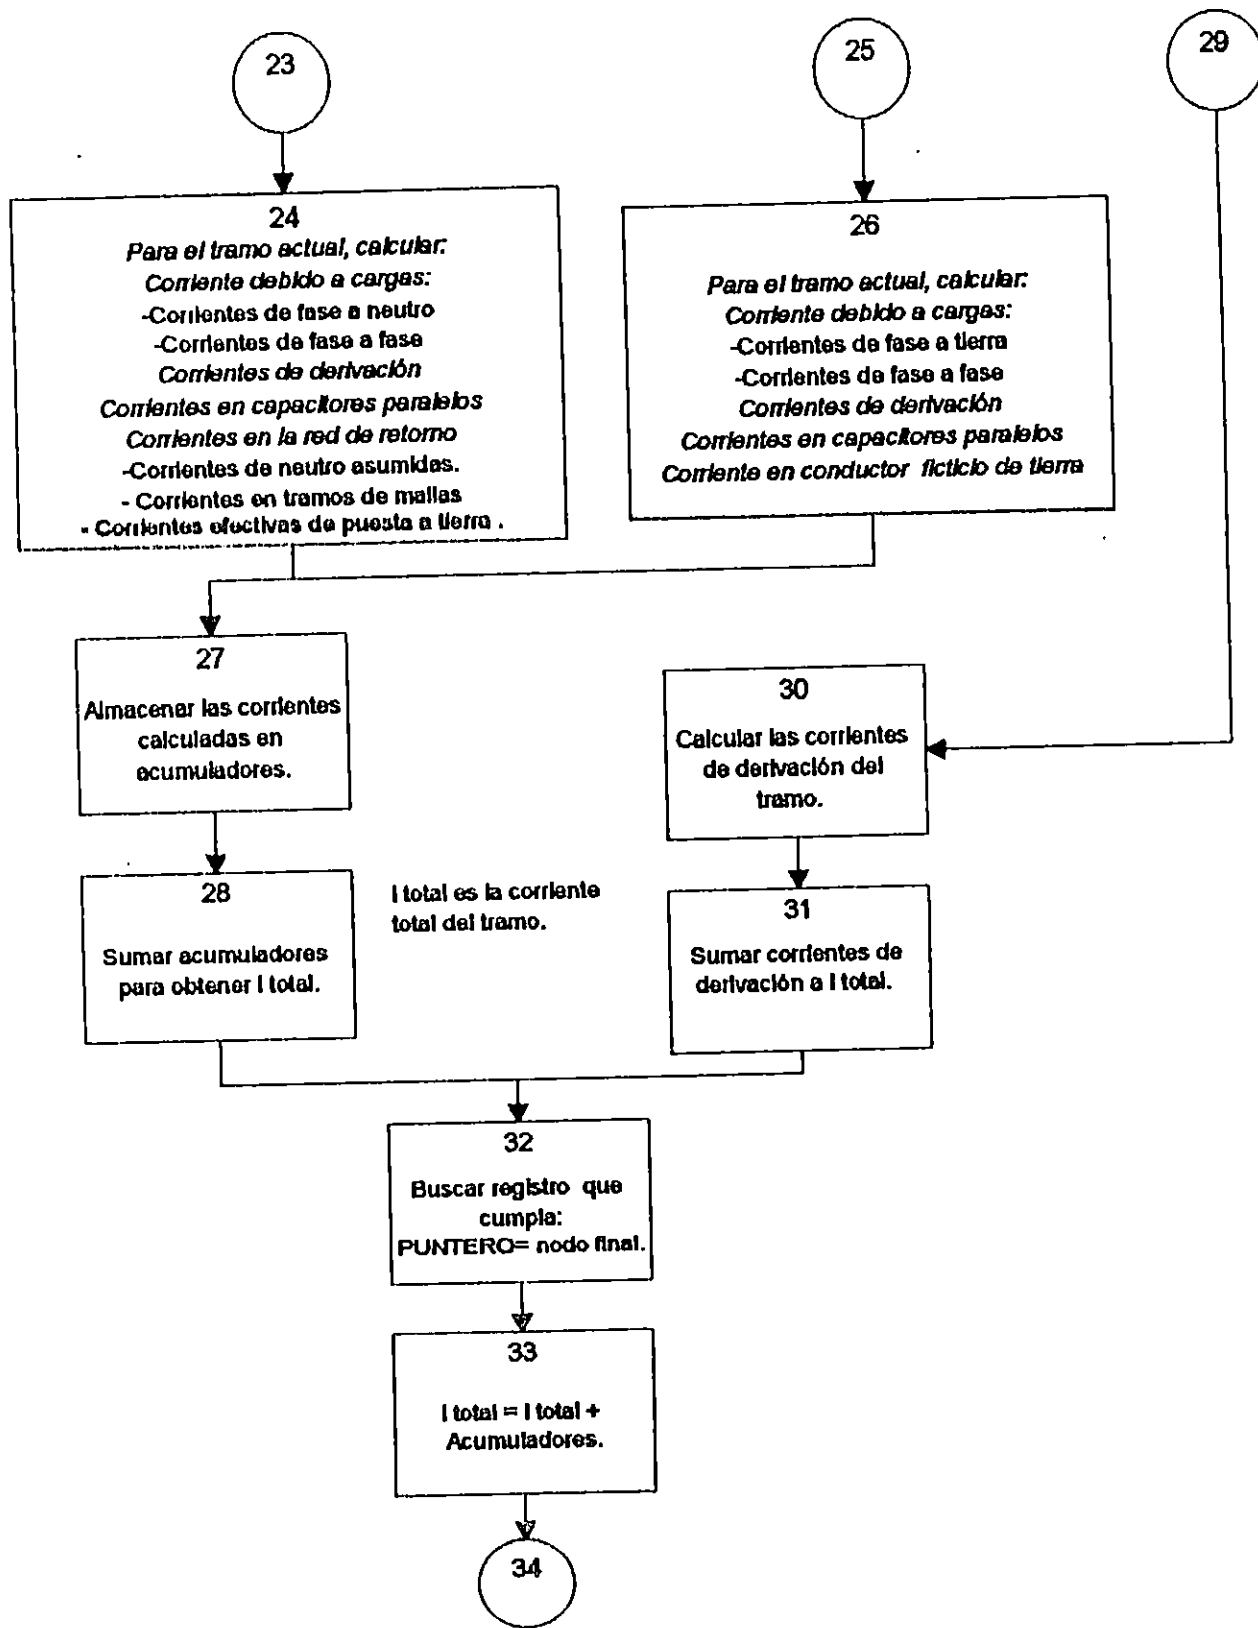 23
25
29
24
Para el tramo actual, calcular:
Corriente debido a cargas:
-Corrientes de fase a neutro
-Corrientes de fase a fase
Corrientes de derivación
Corrientes en capacitores paralelos
Corrientes en la red de retorno
-Corrientes de neutro asumidas.
- Corrientes en tramos de mallas
- Corrientes efectivas de puesta a tierra .
26
Para el tramo actual, calcular:
Corriente debido a cargas:
-Corrientes de fase a tierra
-Corrientes de fase a fase
Corrientes de derivación
Corrientes en capacitores paralelos
Corriente en conductor ficticio de tierra
27
Almacenar las corrientes
calculadas en
acumuladores.
30
Calcular las corrientes
de derivación del
tramo.
28
Sumar acumuladores
para obtener I total.
I total es la corriente
total del tramo.
31
Sumar corrientes de
derivación a I total.
32
Buscar registro que
cumpla:
PUNTERO= nodo final.
33
I total = I total +
Acumuladores.
34